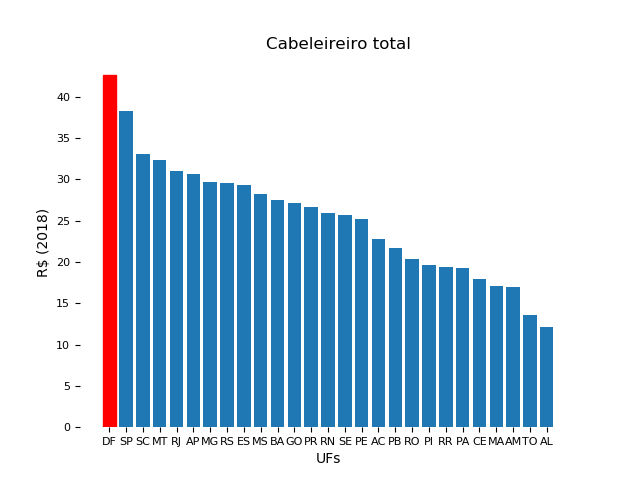 Cabeleireiro total
R$ (2018)
40
35
30
25
20
15
10
5
0
DF SP SC MT RJ AP MG RS ES MS BA GO PR RN SE PE AC PB RO PI RR PA CE MA AM TO AL
UFs